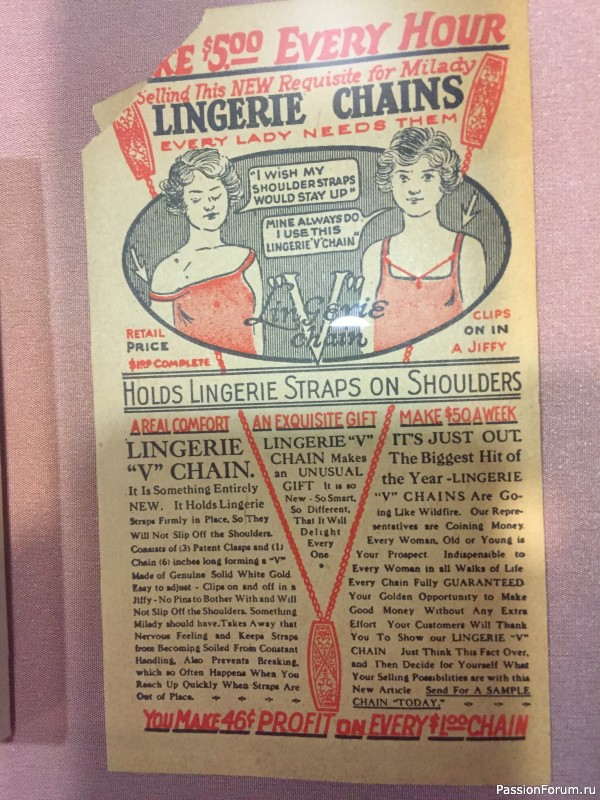 KE $5.00 EVERY HOUR
Selling This NEW Requisite for Milady
LINGERIE CHAINS
EVERY LADY NEEDS THEM
"I WISH MY
SHOULDERSTRAPS
WOULD STAY UP"
MINE ALWAYS DO.
I USE THIS
LINGERIE "V" CHAIN"
"V"
LinGerie
chain
RETAIL
PRICE
$1.00 COMPLETE
CLIPS
ON IN
A JIFFY
HOLDS LINGERIE STRAPS ON SHOULDERS
A REAL COMFORT
LINGERIE
"V" CHAIN.
It Is Something Entirely
NEW. It Holds Lingerie
Straps Firmly in Place, So They
Will Not Slip Off the Shoulders.
Consists of (3) Patent Clasps and (1)
Chain (6) inches long forming a "V"
Made of Genuine Solid White Gold
Easy to adjust - Clips on and off in a
Jiffy - No Pins to Bother With and Will
Not Slip Off the Shoulders. Something
Milady should have. Takes Away that
Nervous Feeling and Keeps Straps
from Becoming Soiled From Constant
Handling, Also Prevents Breaking,
which so Often Happens When You
Reach Up Quickly When Straps Are
Out of Place.
AN EXQUISITE GIFT
LINGERIE "V"
CHAIN Makes
an UNUSUAL
GIFT It is so
New - So Smart,
So Different,
That It Will
Delight
Every
One
MAKE $50 A WEEK
IT'S JUST OUT.
The Biggest Hit of
the Year - LINGERIE
"V" CHAINS Are Go-
ing Like Wildfire. Our Repre-
sentatives are Coining Money.
Every Woman, Old or Young is
Your Prospect. Indispensible to
Every Woman in all Walks of Life.
Every Chain Fully GUARANTEED
Your Golden Opportunity to Make
Good Money Without Any Extra
Effort Your Customers Will Thank
You To Show our LINGERIE "V"
CHAIN Just Think This Fact Over,
and Then Decide for Yourself What
Your Selling Possibilities are with this
New Article Send For A SAMPLE
CHAIN "TODAY."
YOU MAKE 46¢ PROFIT ON EVERY $1.00 CHAIN
PassionForum.ru